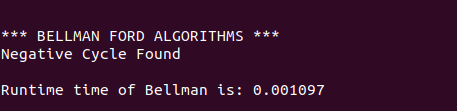 *** BELLMAN FORD ALGORITHMS ***
Negative Cycle Found
Runtime time of Bellman is: 0.001097